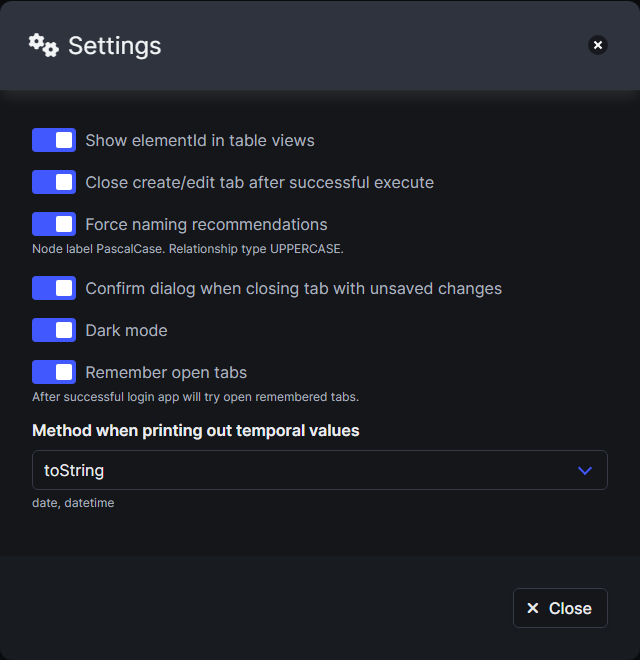 Settings
Show elementId in table views
Close create/edit tab after successful execute
Force naming recommendations
Node label PascalCase. Relationship type UPPERCASE.
Confirm dialog when closing tab with unsaved changes
Dark mode
Remember open tabs
After successful login app will try open remembered tabs.
Method when printing out temporal values
toString
date, datetime
Close